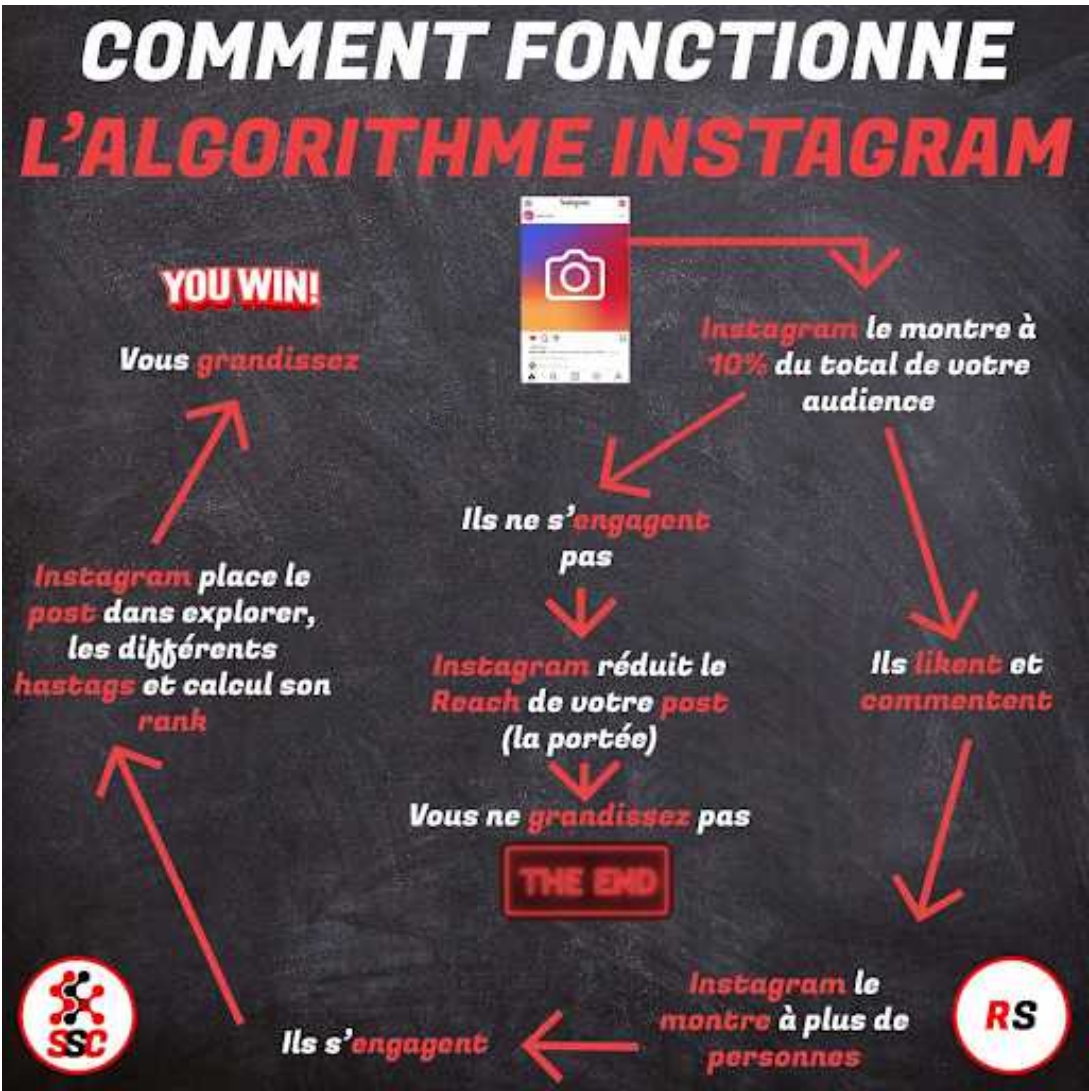 COMMENT FONCTIONNE
L'ALGORITHME INSTAGRAM
Instagram le montre à
10% du total de votre
audience
Ils ne s'engagent
pas
Instagram réduit le
Reach de votre post
(la portée)
Vous ne grandissez pas
THE END
Ils likent et
commentent
Instagram le
montre à plus de
personnes
Ils s'engagent
Instagram place le
post dans explorer,
les différents
hastags et calcul son
rank
Vous grandissez
YOU WIN!
SSC
RS